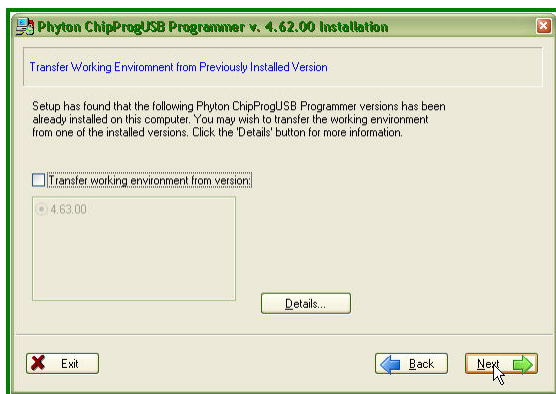 Phyton ChipProgUSB Programmer v. 4.62.00 Installation
Transfer Working Enviromnent from Previously Installed Version
Setup has found that the following Phyton ChipProgUSB Programmer versions has been
already installed on this computer. You may wish to transfer the working environment
from one of the installed versions. Click the 'Details' button for more information.
Transfer working environment from version:
4.63.00
Details...
Exit
Back
Next